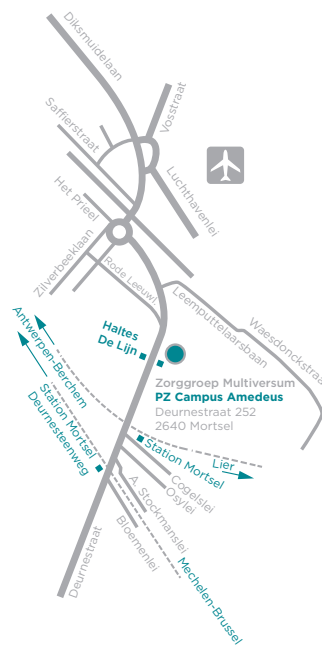 Diksmuidelaan
Vosstraat
Saffierstraat
Luchthavenlei
Het Prieel
Zilverbeeklaan
Rode Leeuwl.
Leemputtelaarsbaan
Waesdonckstraat
Antwerpen-Berchem
Haltes
De Lijn
Zorggroep Multiversum
PZ Campus Amedeus
Deurnestraat 252
2640 Mortsel
Station Mortsel
Deurnesteenweg
Station Mortsel
Lier
Cogelslei
Osylei
A. Stockmanslei
Bloemenlei
Deurnestraat
Mechelen-Brussel